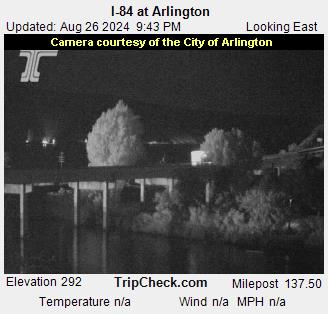 I-84 at Arlington
Updated: Aug 26 2024 9:43 PM Looking East
Camera courtesy of the City of Arlington
Elevation 292 TripCheck.com Milepost 137.50
Temperature n/a Wind n/a MPH n/a